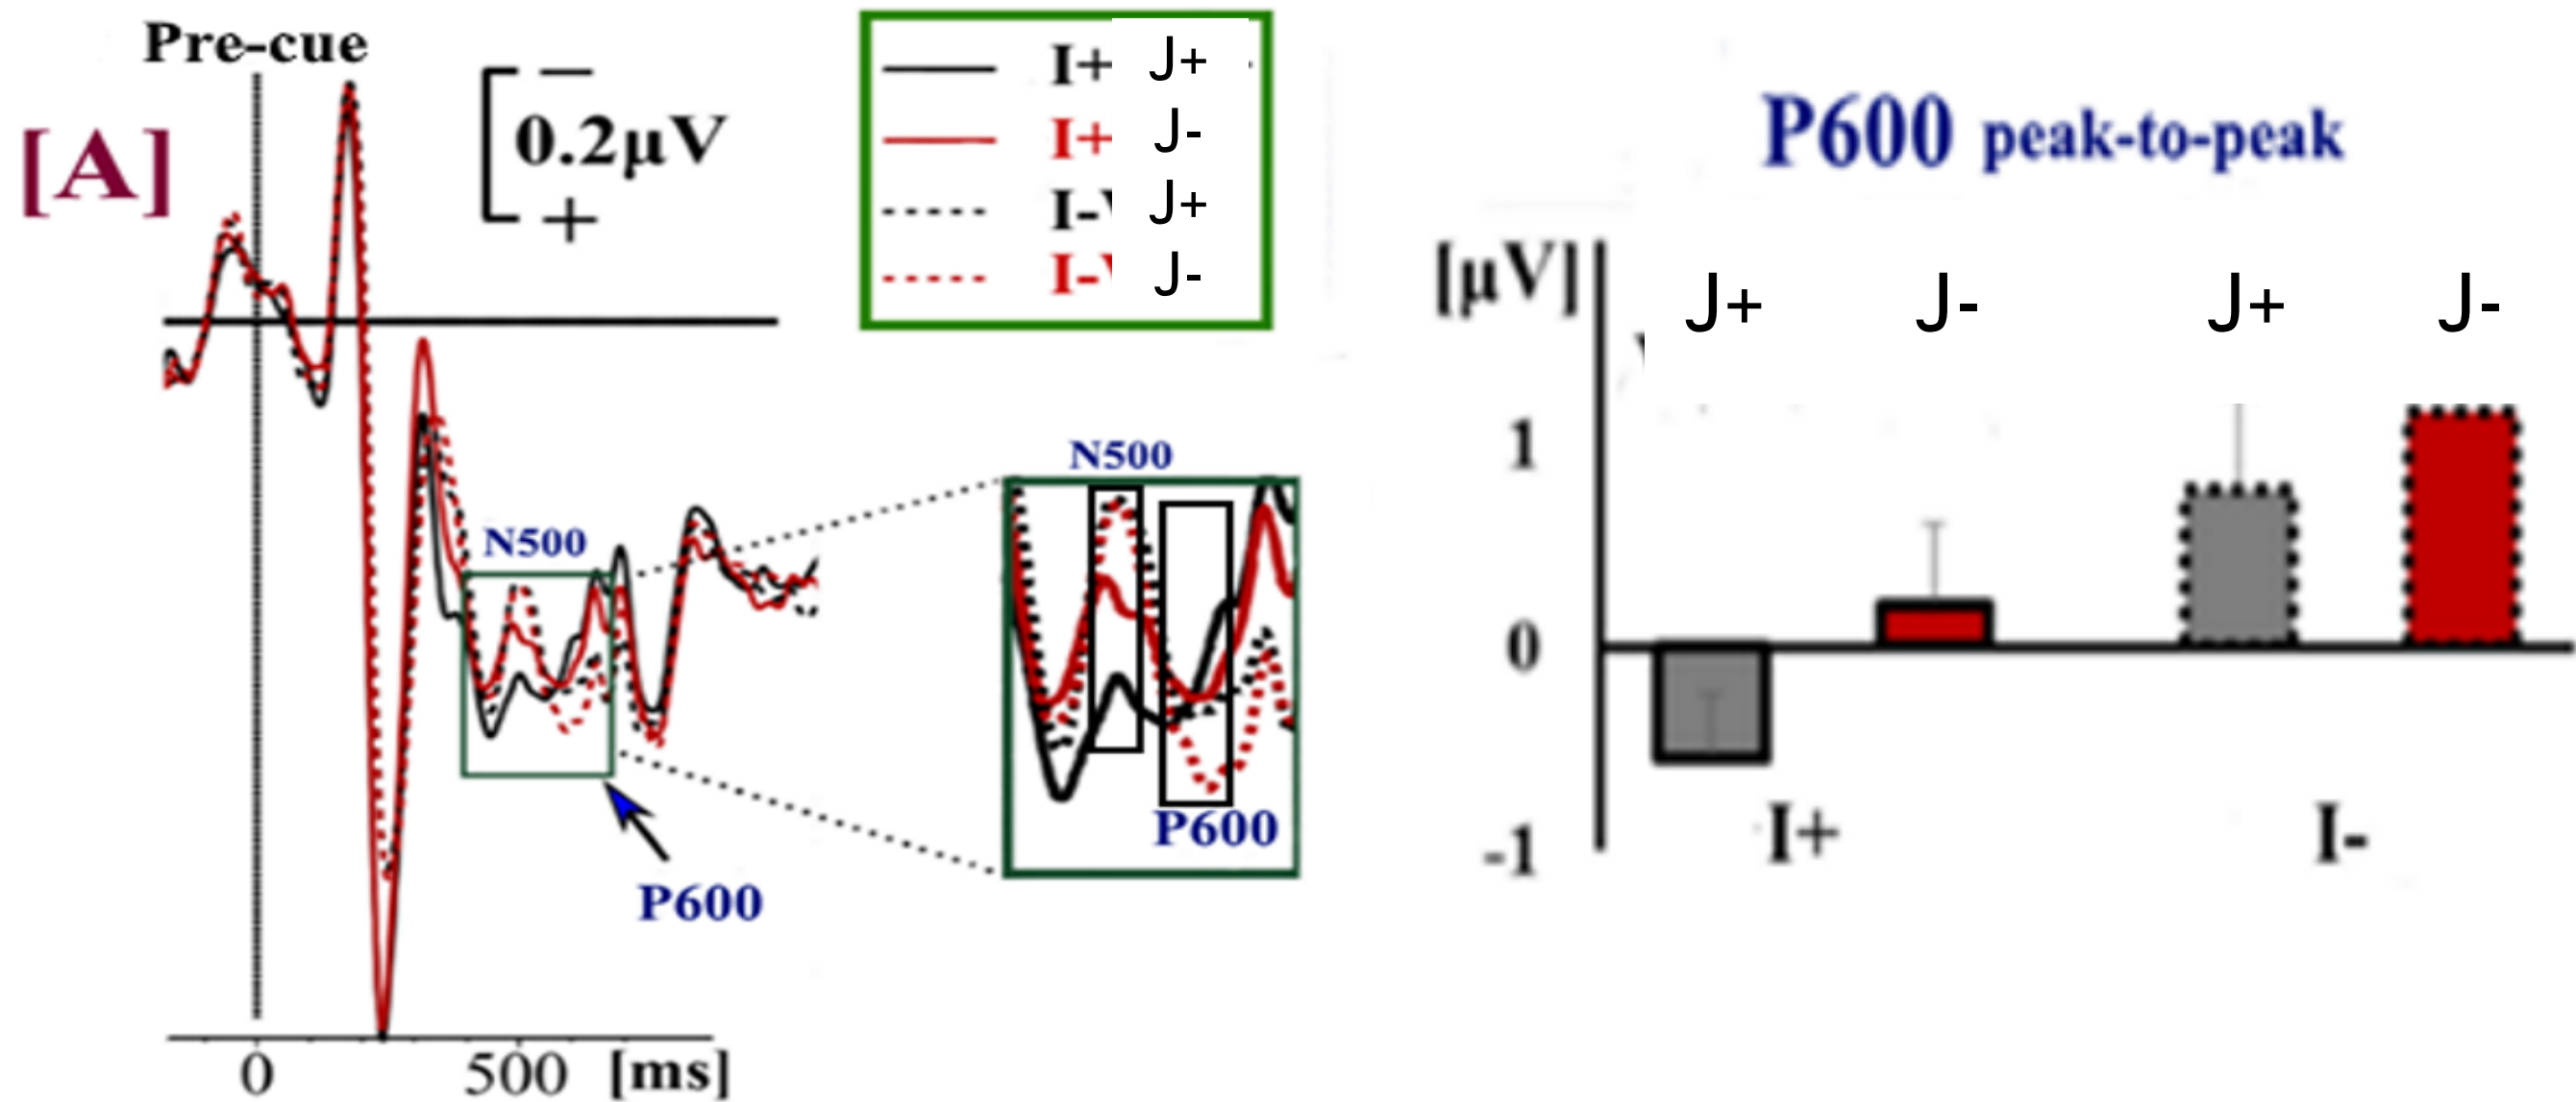 Pre-cue
[A]
−
0.2µV
+
I+ J+
I+ J-
I- J+
I- J-
N500
P600
0 500 [ms]
N500
P600
P600 peak-to-peak
[µV]
J+ J- J+ J-
1
0
-1
I+ I-